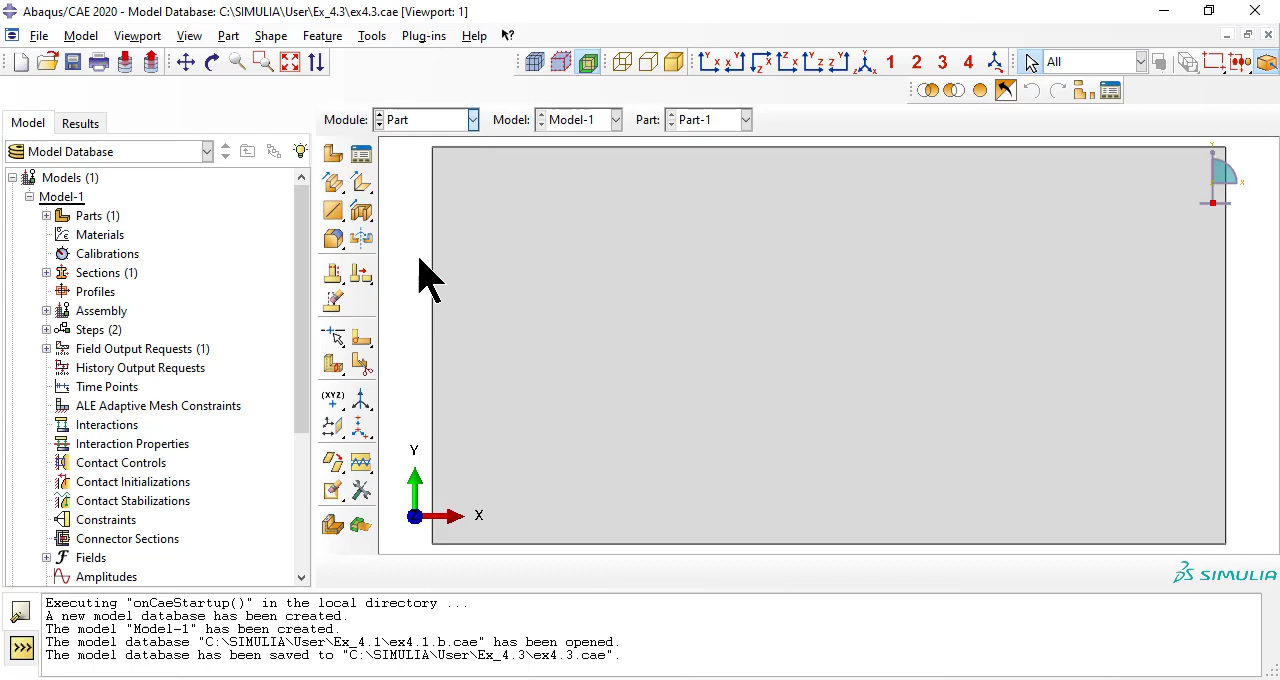 Abaqus/CAE 2020 - Model Database: C:\SIMULIA\User\Ex_4.3\ex4.3.cae [Viewport: 1]
File Model Viewport View Part Shape Feature Tools Plug-ins Help
1 2 3 4 All
Model Results
Module: Part Model: Model-1 Part: Part-1
Model Database
Models (1)
Model-1
Parts (1)
Materials
Calibrations
Sections (1)
Profiles
Assembly
Steps (2)
Field Output Requests (1)
History Output Requests
Time Points
ALE Adaptive Mesh Constraints
Interactions
Interaction Properties
Contact Controls
Contact Initializations
Contact Stabilizations
Constraints
Connector Sections
Fields
Amplitudes
(XYZ)
Y
X
Z
Y
X
SIMULIA
Executing "onCaeStartup()" in the local directory ...
A new model database has been created.
The model "Model-1" has been created.
The model database "C:\SIMULIA\User\Ex_4.1\ex4.1_b.cae" has been opened.
The model database has been saved to "C:\SIMULIA\User\Ex_4.3\ex4.3.cae".